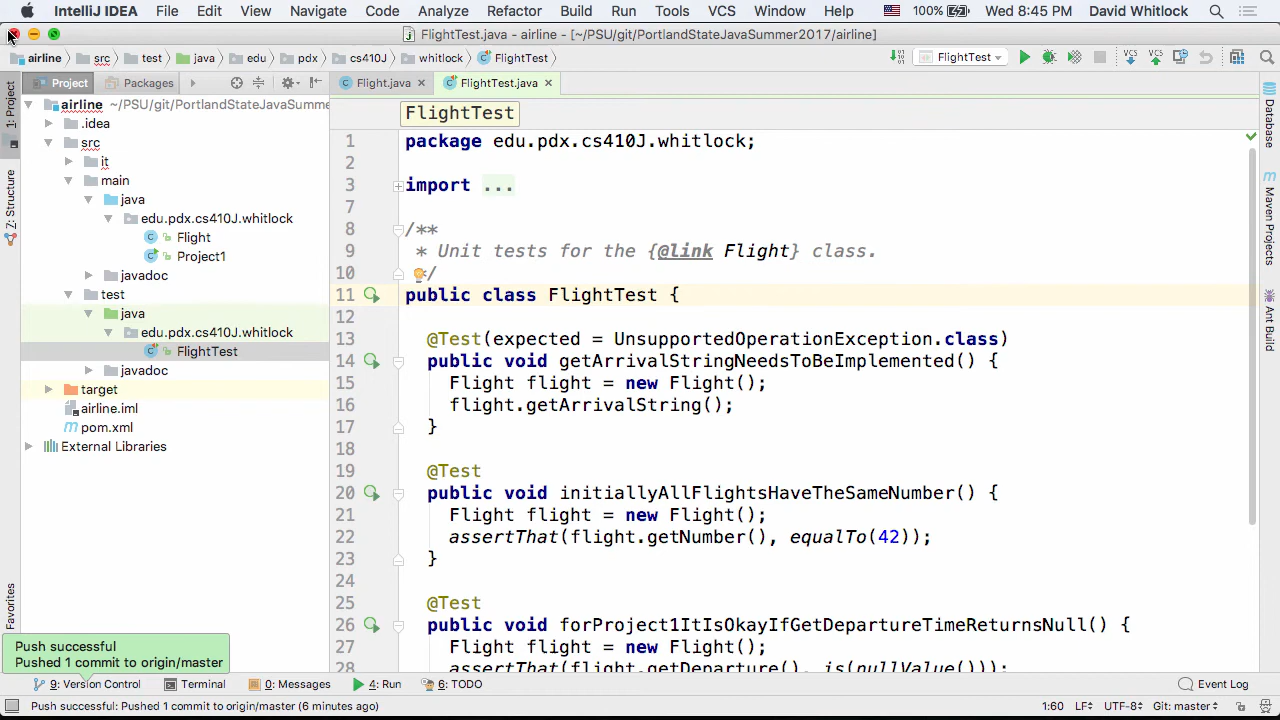 IntelliJ IDEA File Edit View Navigate Code Analyze Refactor Build Run Tools VCS Window Help 100% Wed 8:45 PM David Whitlock
FlightTest.java - airline - [~/PSU/git/PortlandStateJavaSummer2017/airline]
airline src test java edu pdx cs410J whitlock FlightTest FlightTest VCS VCS
1: Project
Project Packages
Flight.java FlightTest.java
airline ~/PSU/git/PortlandStateJavaSumme
.idea
src
it
main
java
edu.pdx.cs410J.whitlock
Flight
Project1
javadoc
test
java
edu.pdx.cs410J.whitlock
FlightTest
javadoc
target
airline.iml
pom.xml
External Libraries
Z: Structure
Favorites
FlightTest
1 package edu.pdx.cs410J.whitlock;
2
3 import ...
7
8 /**
9 * Unit tests for the {@link Flight} class.
10 */
11 public class FlightTest {
12
13 @Test(expected = UnsupportedOperationException.class)
14 public void getArrivalStringNeedsToBeImplemented() {
15 Flight flight = new Flight();
16 flight.getArrivalString();
17 }
18
19 @Test
20 public void initiallyAllFlightsHaveTheSameNumber() {
21 Flight flight = new Flight();
22 assertThat(flight.getNumber(), equalTo(42));
23 }
24
25 @Test
26 public void forProject1ItIsOkayIfGetDepartureTimeReturnsNull() {
27 Flight flight = new Flight();
28 assertThat(flight.getDeparture(), is(nullValue()));
Database
Maven Projects
Ant Build
Push successful
Pushed 1 commit to origin/master
9: Version Control Terminal 0: Messages 4: Run 6: TODO Event Log
Push successful: Pushed 1 commit to origin/master (6 minutes ago) 1:60 LF UTF-8 Git: master